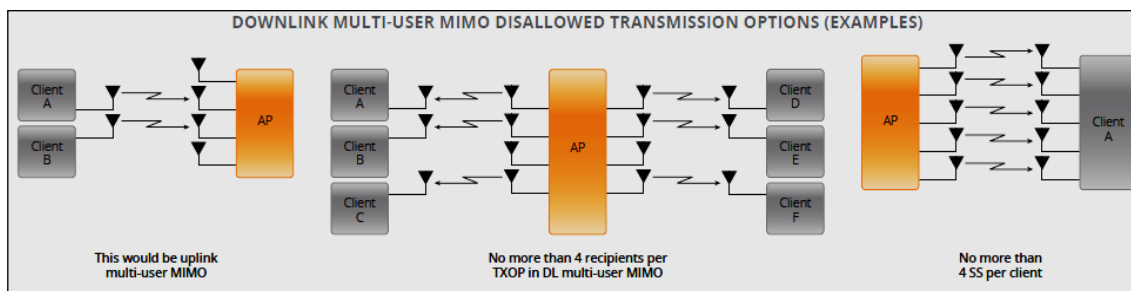 DOWNLINK MULTI-USER MIMO DISALLOWED TRANSMISSION OPTIONS (EXAMPLES)
Client
A
Client
B
AP
This would be uplink
multi-user MIMO
Client
A
Client
B
Client
C
AP
Client
D
Client
E
Client
F
No more than 4 recipients per
TXOP in DL multi-user MIMO
AP
Client
A
No more than
4 SS per client